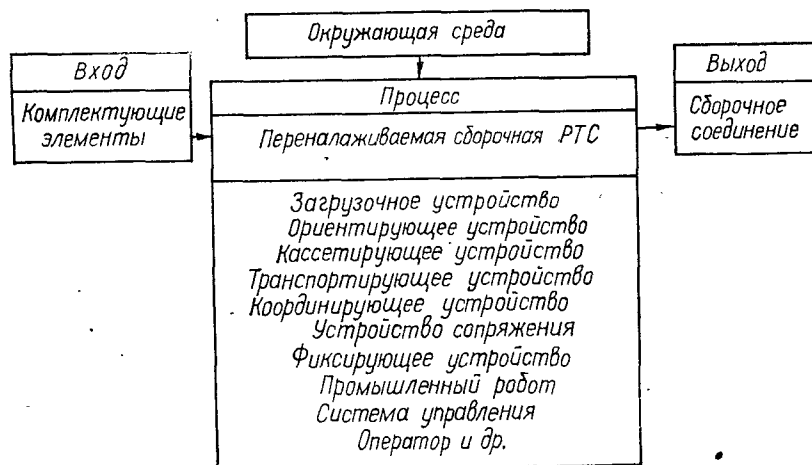 Окружающая среда
Вход
Комплектующие
элементы
Процесс
Переналаживаемая сборочная РТС
Загрузочное устройство
Ориентирующее устройство
Кассетирующее устройство
Транспортирующее устройство
Координирующее устройство
Устройство сопряжения
Фиксирующее устройство
Промышленный робот
Система управления
Оператор и др.
Выход
Сборочное
соединение